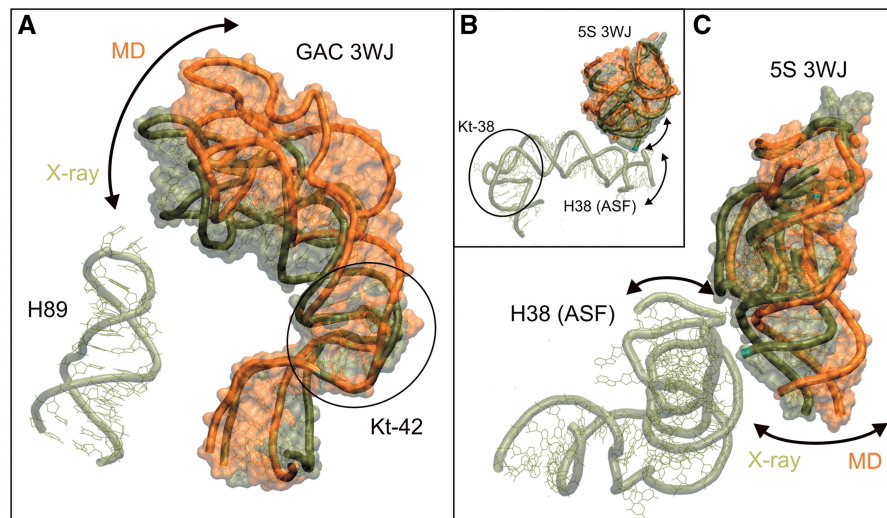 A
MD
GAC 3WJ
X-ray
H89
Kt-42
B
5S 3WJ
Kt-38
H38 (ASF)
C
5S 3WJ
H38 (ASF)
X-ray
MD